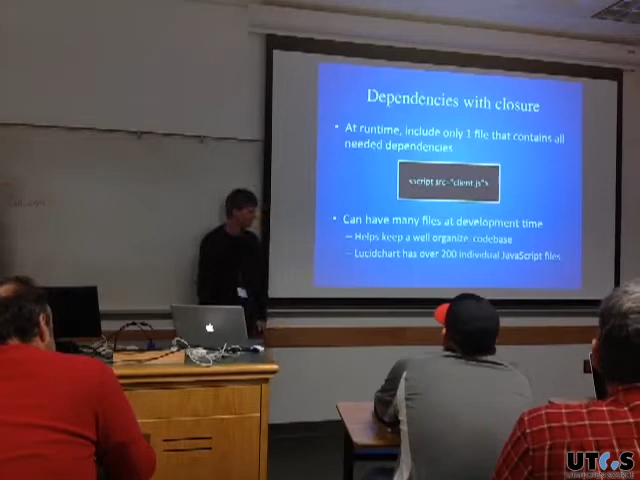 Dependencies with closure
• At runtime, include only 1 file that contains all
needed dependencies
<script src="client.js">
• Can have many files at development time
– Helps keep a well organize codebase
– Lucidchart has over 200 individual JavaScript files
UTOS